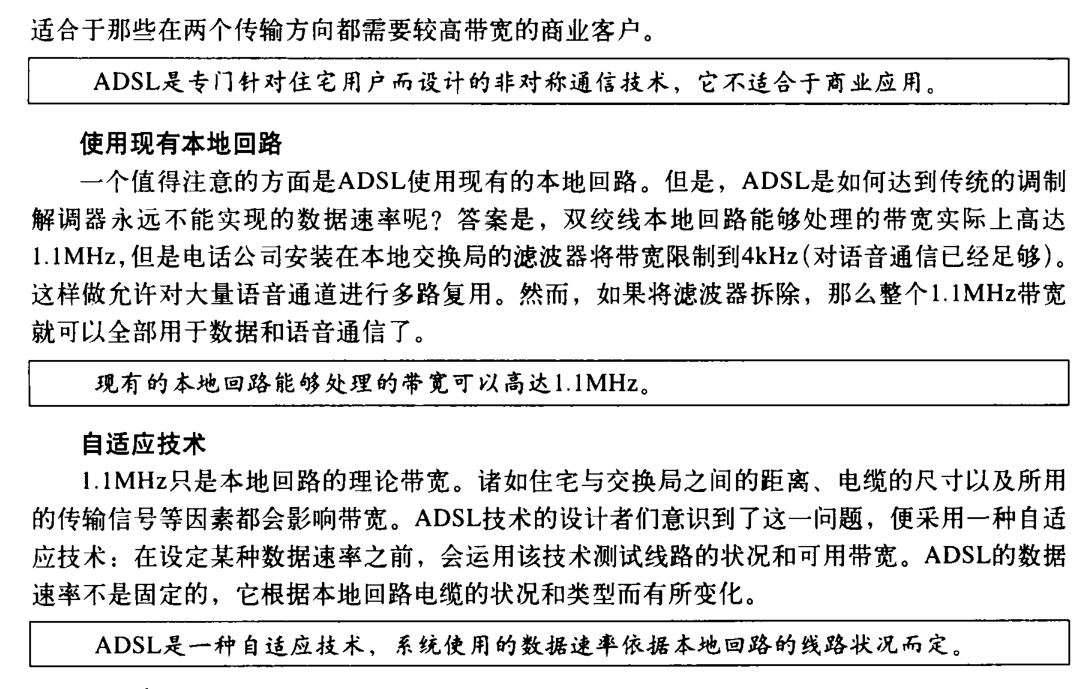 适合于那些在两个传输方向都需要较高带宽的商业客户。
ADSL是专门针对住宅用户而设计的非对称通信技术，它不适合于商业应用。
使用现有本地回路
一个值得注意的方面是ADSL使用现有的本地回路。但是，ADSL是如何达到传统的调制
解调器永远不能实现的数据速率呢？答案是，双绞线本地回路能够处理的带宽实际上高达
1.1MHz,但是电话公司安装在本地交换局的滤波器将带宽限制到4kHz(对语音通信已经足够)。
这样做允许对大量语音通道进行多路复用。然而，如果将滤波器拆除，那么整个1.1MHz带宽
就可以全部用于数据和语音通信了。
现有的本地回路能够处理的带宽可以高达1.1MHz。
自适应技术
1.1MHz只是本地回路的理论带宽。诸如住宅与交换局之间的距离、电缆的尺寸以及所用
的传输信号等因素都会影响带宽。ADSL技术的设计者们意识到了这一问题，便采用一种自适
应技术：在设定某种数据速率之前，会运用该技术测试线路的状况和可用带宽。ADSL的数据
速率不是固定的，它根据本地回路电缆的状况和类型而有所变化。
ADSL是一种自适应技术，系统使用的数据速率依据本地回路的线路状况而定。